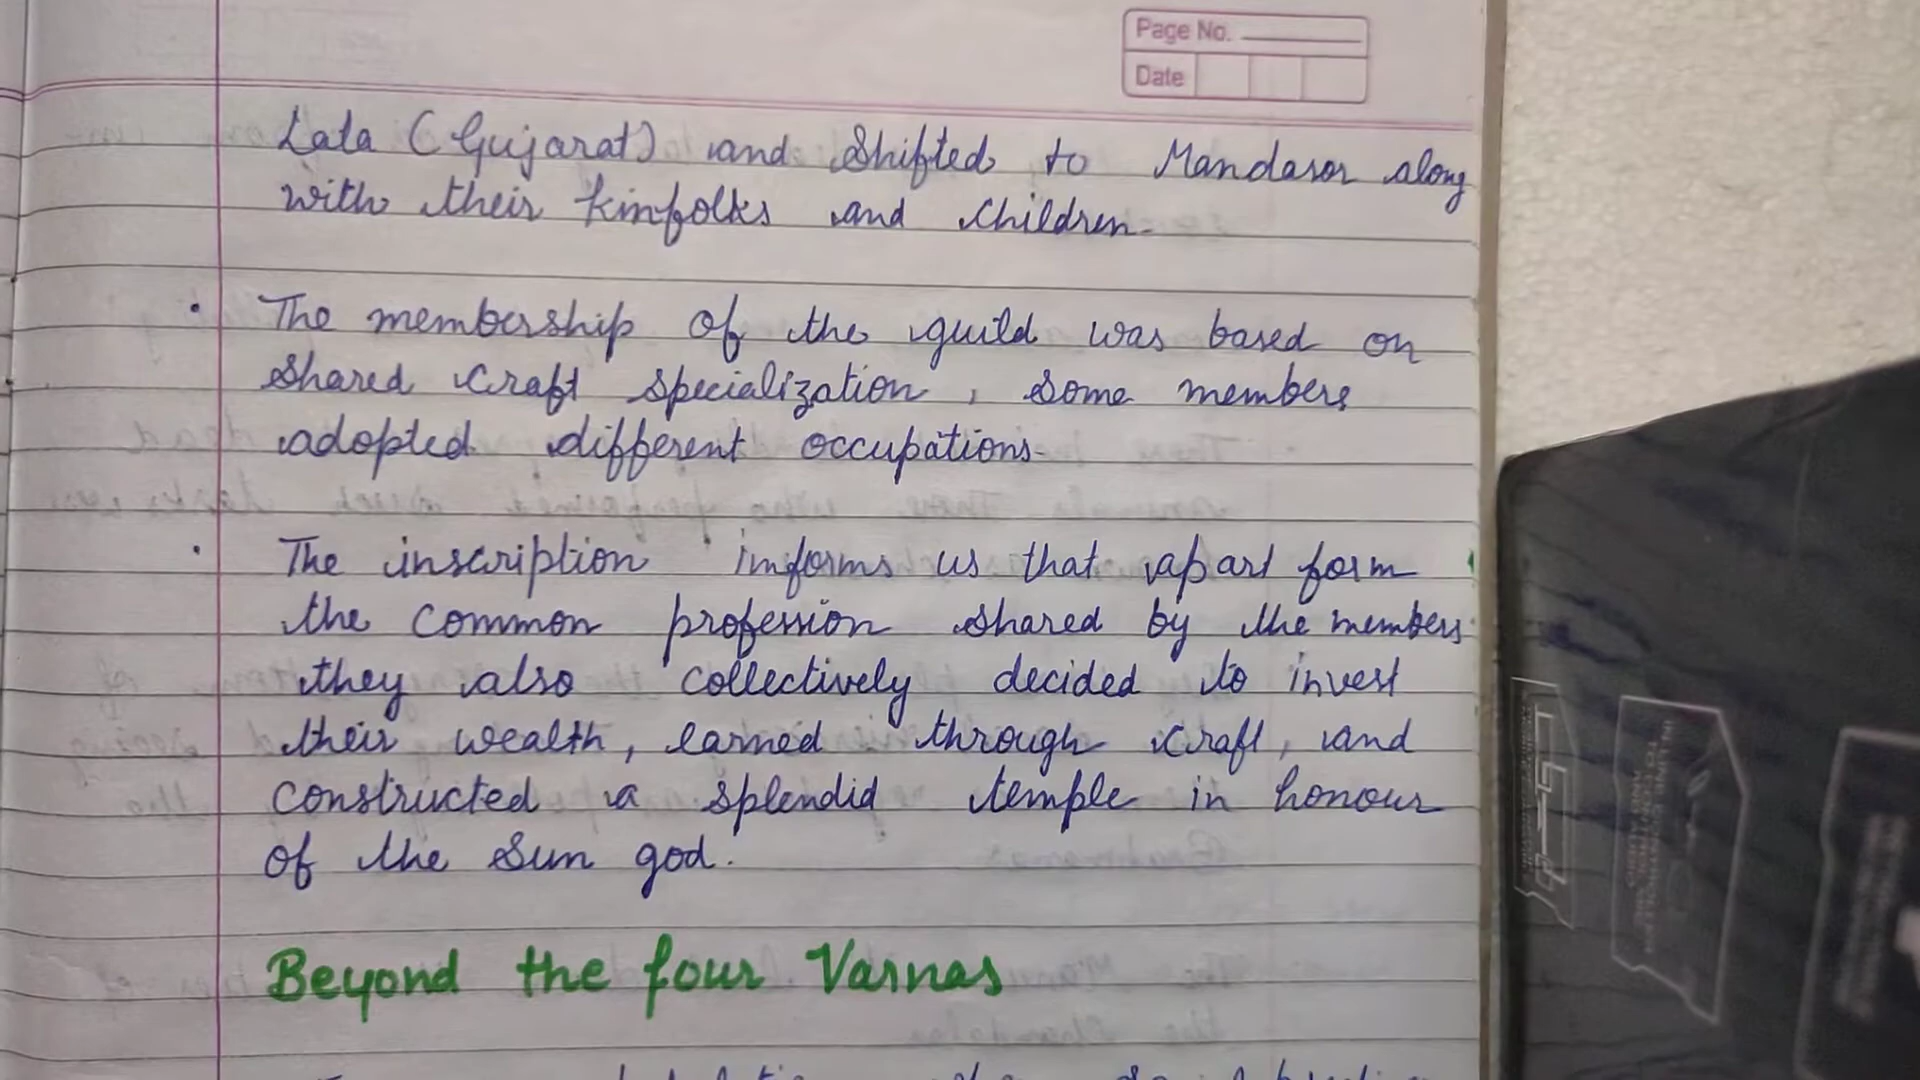 Page No.
Date
Lata (Gujarat) and Shifted to Mandasor along
with their kinfolks and children.
• The membership of the guild was based on
shared craft specialization, some members
adopted different occupations.
• The inscription informs us that apart form
the common profession shared by the members
they also collectively decided to invest
their wealth, earned through craft, and
constructed a splendid temple in honour
of the Sun god.
Beyond the four Varnas